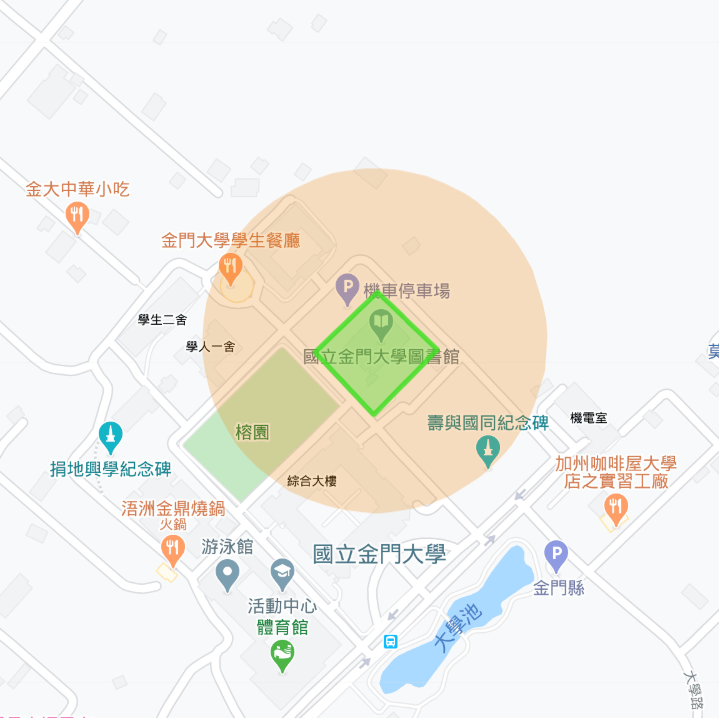 金大中華小吃
金門大學學生餐廳
P
機車停車場
學生二舍
學人一舍
國立金門大學圖書館
莫
榕園
壽與國同紀念碑
機電室
捐地興學紀念碑
綜合大樓
加州咖啡屋大學
店之實習工廠
浯洲金鼎燒鍋
火鍋
游泳館
國立金門大學
P
金門縣
活動中心
體育館
大學池
大學路